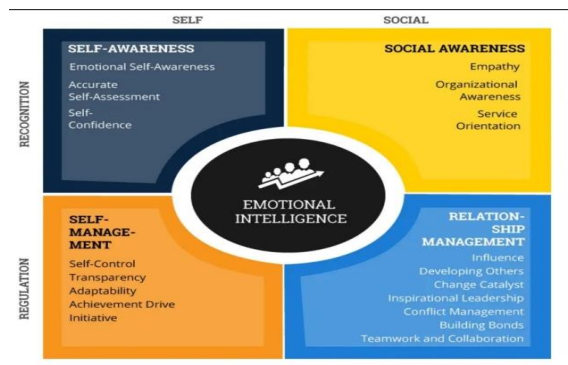 SELF
SOCIAL
RECOGNITION
SELF-AWARENESS
Emotional Self-Awareness
Accurate
Self-Assessment
Self-
Confidence
SOCIAL AWARENESS
Empathy
Organizational
Awareness
Service
Orientation
EMOTIONAL
INTELLIGENCE
REGULATION
SELF-
MANAGE-
MENT
Self-Control
Transparency
Adaptability
Achievement Drive
Initiative
RELATION-
SHIP
MANAGEMENT
Influence
Developing Others
Change Catalyst
Inspirational Leadership
Conflict Management
Building Bonds
Teamwork and Collaboration